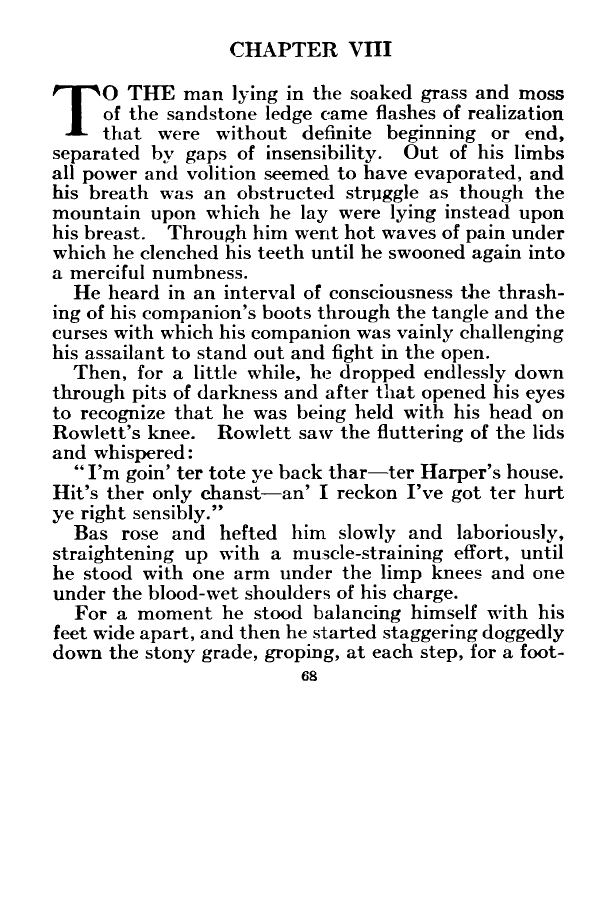 CHAPTER VIII
TO THE man lying in the soaked grass and moss
of the sandstone ledge came flashes of realization
that were without definite beginning or end,
separated by gaps of insensibility. Out of his limbs
all power and volition seemed to have evaporated, and
his breath was an obstructed struggle as though the
mountain upon which he lay were lying instead upon
his breast. Through him went hot waves of pain under
which he clenched his teeth until he swooned again into
a merciful numbness.
He heard in an interval of consciousness the thrash-
ing of his companion's boots through the tangle and the
curses with which his companion was vainly challenging
his assailant to stand out and fight in the open.
Then, for a little while, he dropped endlessly down
through pits of darkness and after that opened his eyes
to recognize that he was being held with his head on
Rowlett's knee. Rowlett saw the fluttering of the lids
and whispered:
"I'm goin' ter tote ye back thar—ter Harper's house.
Hit's ther only chanst—an' I reckon I've got ter hurt
ye right sensibly."
Bas rose and hefted him slowly and laboriously,
straightening up with a muscle-straining effort, until
he stood with one arm under the limp knees and one
under the blood-wet shoulders of his charge.
For a moment he stood balancing himself with his
feet wide apart, and then he started staggering doggedly
down the stony grade, groping, at each step, for a foot-
68